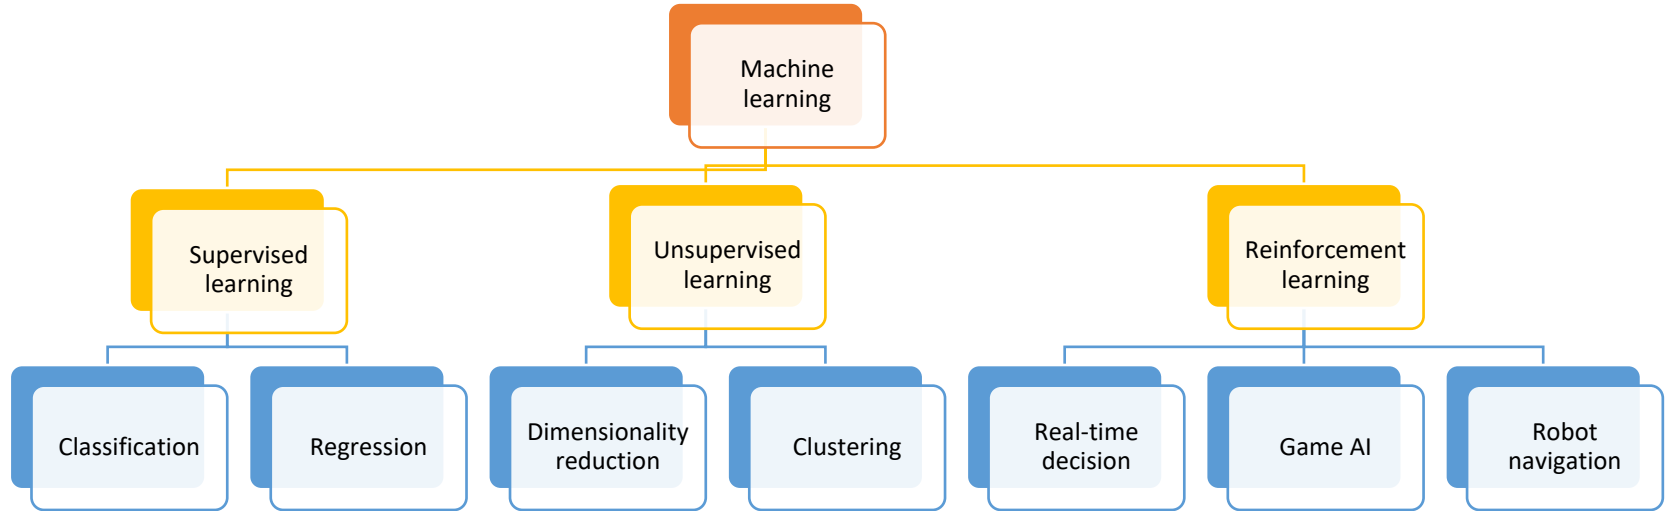 Machine
learning
Supervised
learning
Unsupervised
learning
Reinforcement
learning
Classification
Regression
Dimensionality
reduction
Clustering
Real-time
decision
Game AI
Robot
navigation